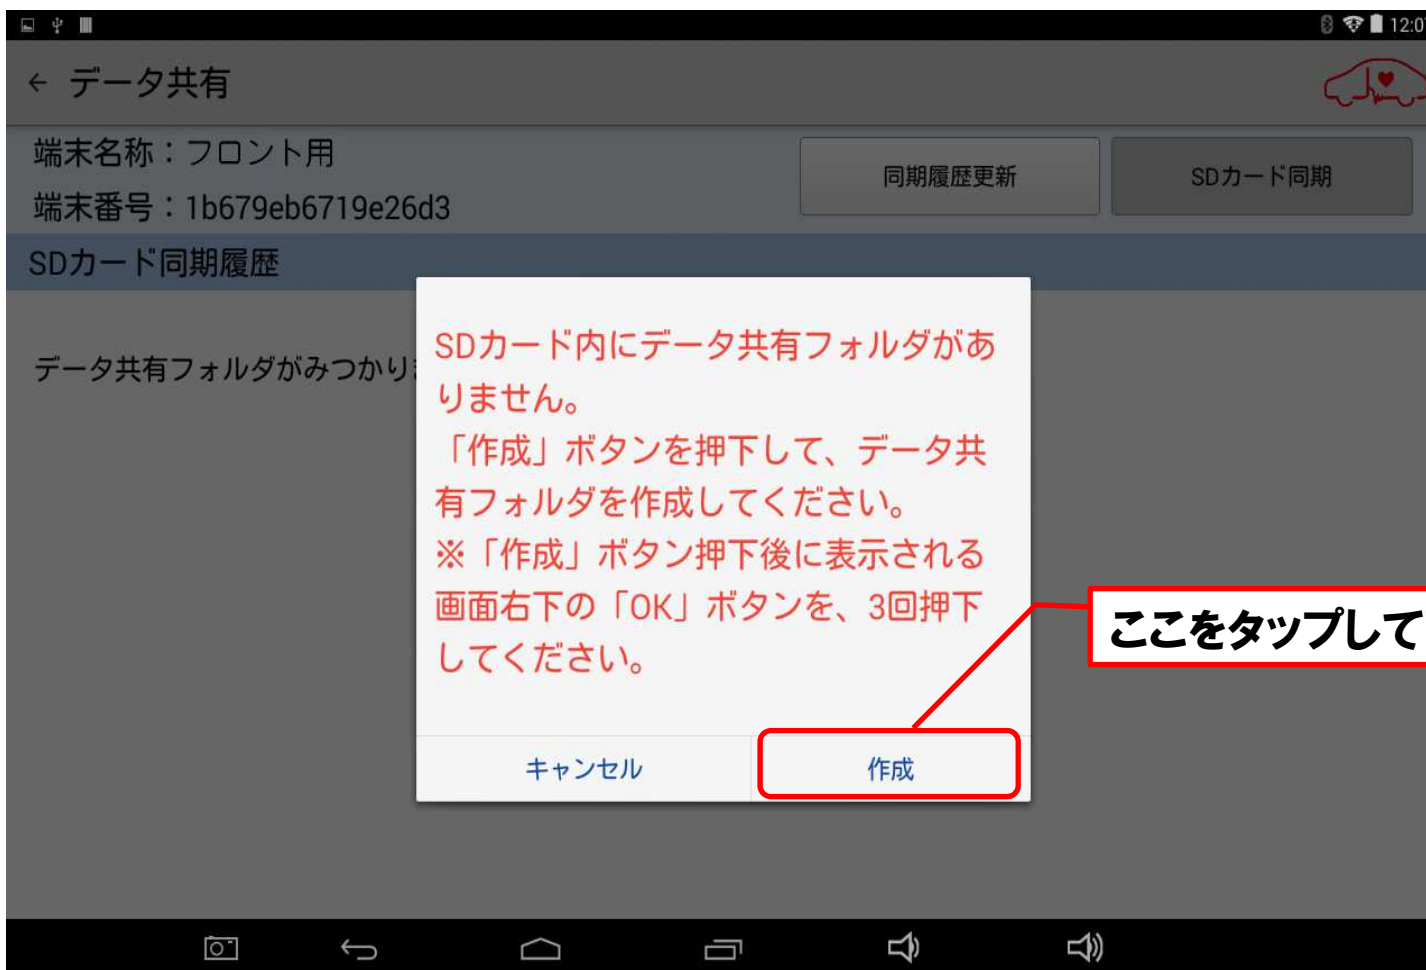 12:0
← データ共有
端末名称：フロント用
同期履歴更新
SDカード同期
端末番号：1b679eb6719e26d3
SDカード同期履歴
データ共有フォルダがみつかり
SDカード内にデータ共有フォルダがあ
りません。
「作成」ボタンを押下して、データ共
有フォルダを作成してください。
※「作成」ボタン押下後に表示される
画面右下の「OK」ボタンを、3回押下
してください。
ここをタップして
キャンセル
作成